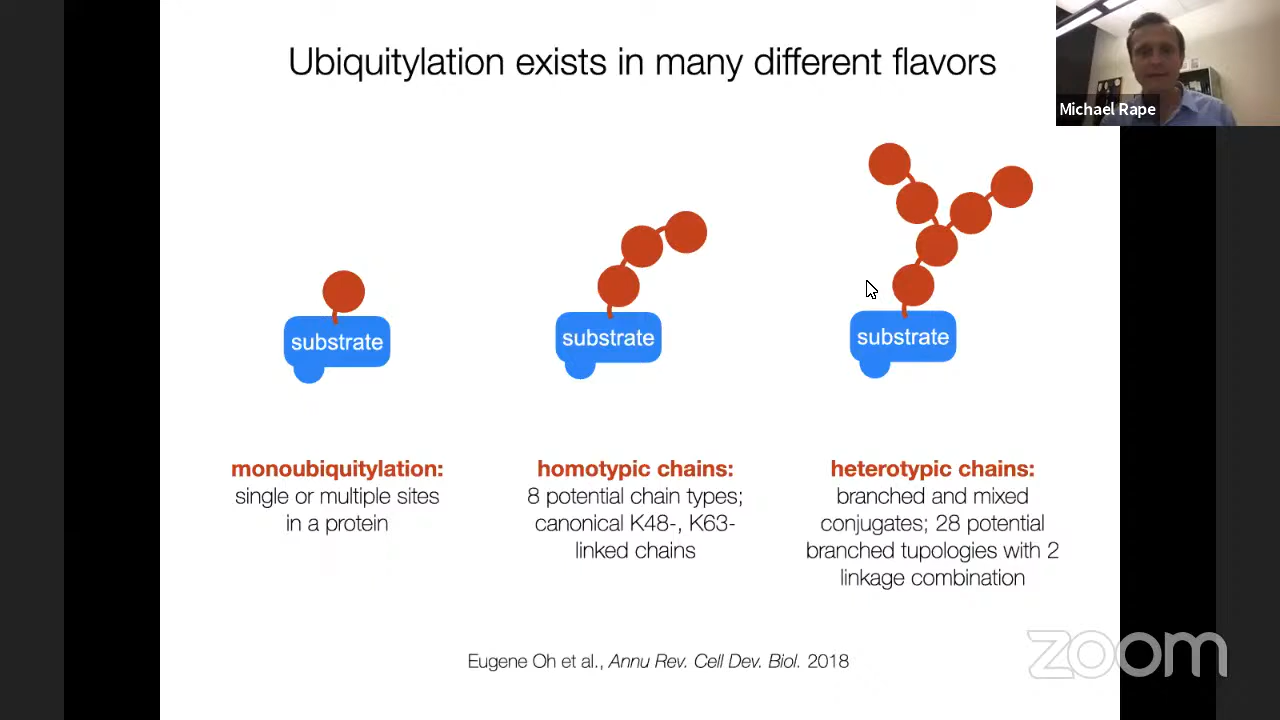 Ubiquitylation exists in many different flavors
Michael Rape
substrate
substrate
substrate
monoubiquitylation:
single or multiple sites
in a protein
homotypic chains:
8 potential chain types;
canonical K48-, K63-
linked chains
heterotypic chains:
branched and mixed
conjugates; 28 potential
branched tupologies with 2
linkage combination
Eugene Oh et al., Annu Rev. Cell Dev. Biol. 2018
zoom